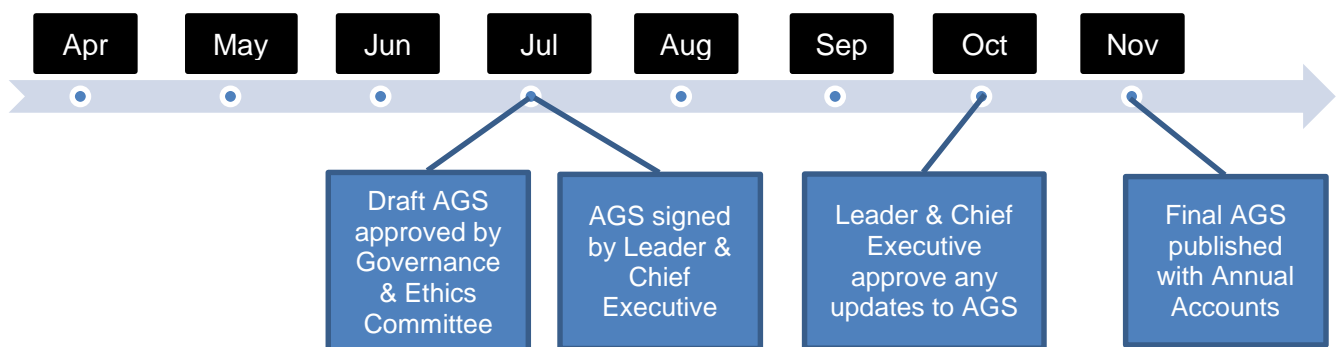 Apr May Jun Jul Aug Sep Oct Nov
Draft AGS
approved by
Governance
& Ethics
Committee
AGS signed
by Leader &
Chief
Executive
Leader & Chief
Executive
approve any
updates to AGS
Final AGS
published
with Annual
Accounts